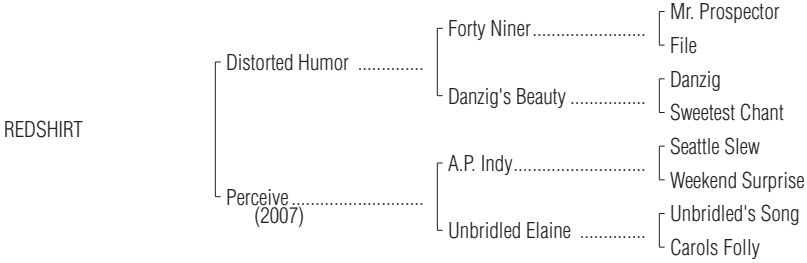 Mr. Prospector
Forty Niner..........................
File
Distorted Humor ..............
Danzig
Danzig's Beauty ................
Sweetest Chant
REDSHIRT
Seattle Slew
A.P. Indy..............................
Weekend Surprise
Perceive.............................
(2007)
Unbridled's Song
Unbridled Elaine ..............
Carols Folly